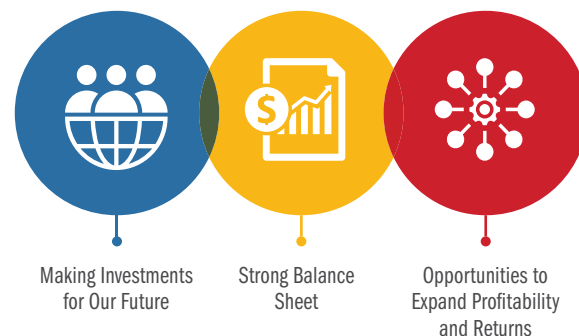 $
Making Investments
for Our Future
Strong Balance
Sheet
Opportunities to
Expand Profitability
and Returns